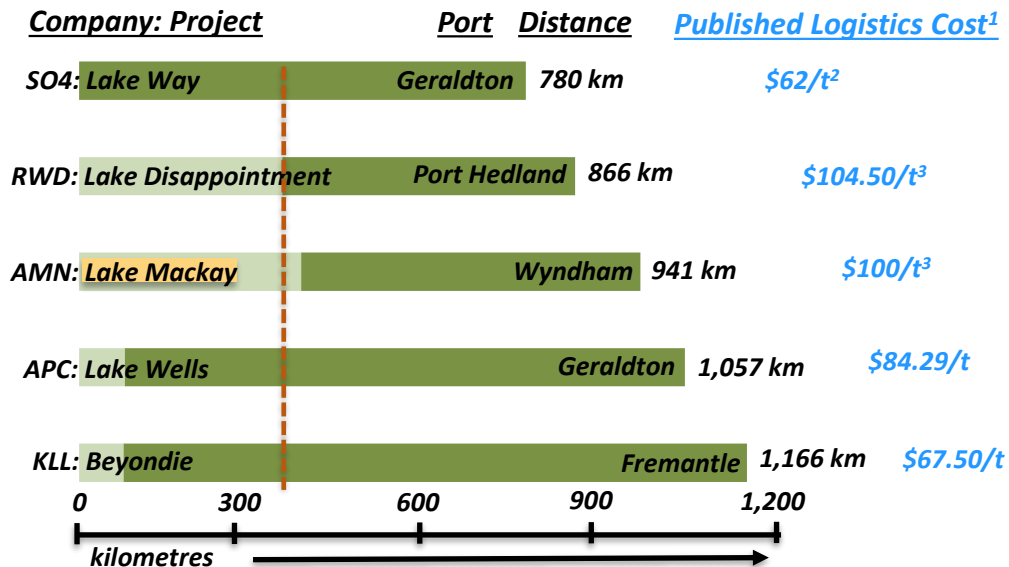 Company: Project Port Distance Published Logistics Cost¹
SO4: Lake Way Geraldton 780 km $62/t²
RWD: Lake Disappointment Port Hedland 866 km $104.50/t³
AMN: Lake Mackay Wyndham 941 km $100/t³
APC: Lake Wells Geraldton 1,057 km $84.29/t
KLL: Beyondie Fremantle 1,166 km $67.50/t
0 300 600 900 1,200
kilometres